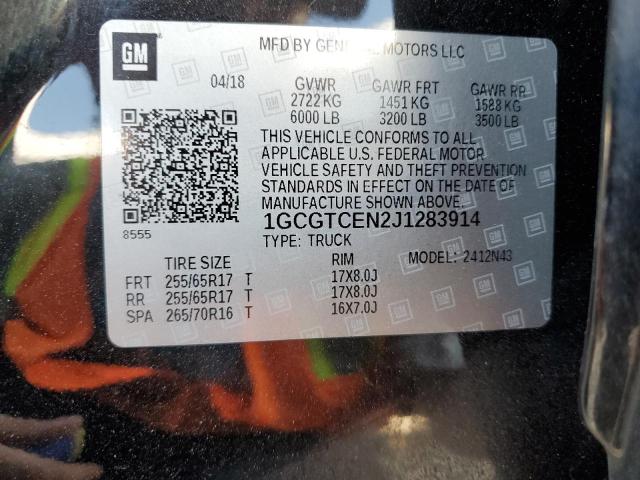 GM
MFD BY GENERAL MOTORS LLC
04/18 GVWR GAWR FRT GAWR RR
2722 KG 1451 KG 1588 KG
6000 LB 3200 LB 3500 LB
THIS VEHICLE CONFORMS TO ALL
APPLICABLE U.S. FEDERAL MOTOR
VEHICLE SAFETY AND THEFT PREVENTION
STANDARDS IN EFFECT ON THE DATE OF
MANUFACTURE SHOWN ABOVE.
8555 1GCGTCEN2J1283914
TYPE: TRUCK MODEL: 2412N43
TIRE SIZE RIM
FRT 255/65R17 T 17X8.0J
RR 255/65R17 T 17X8.0J
SPA 265/70R16 T 16X7.0J